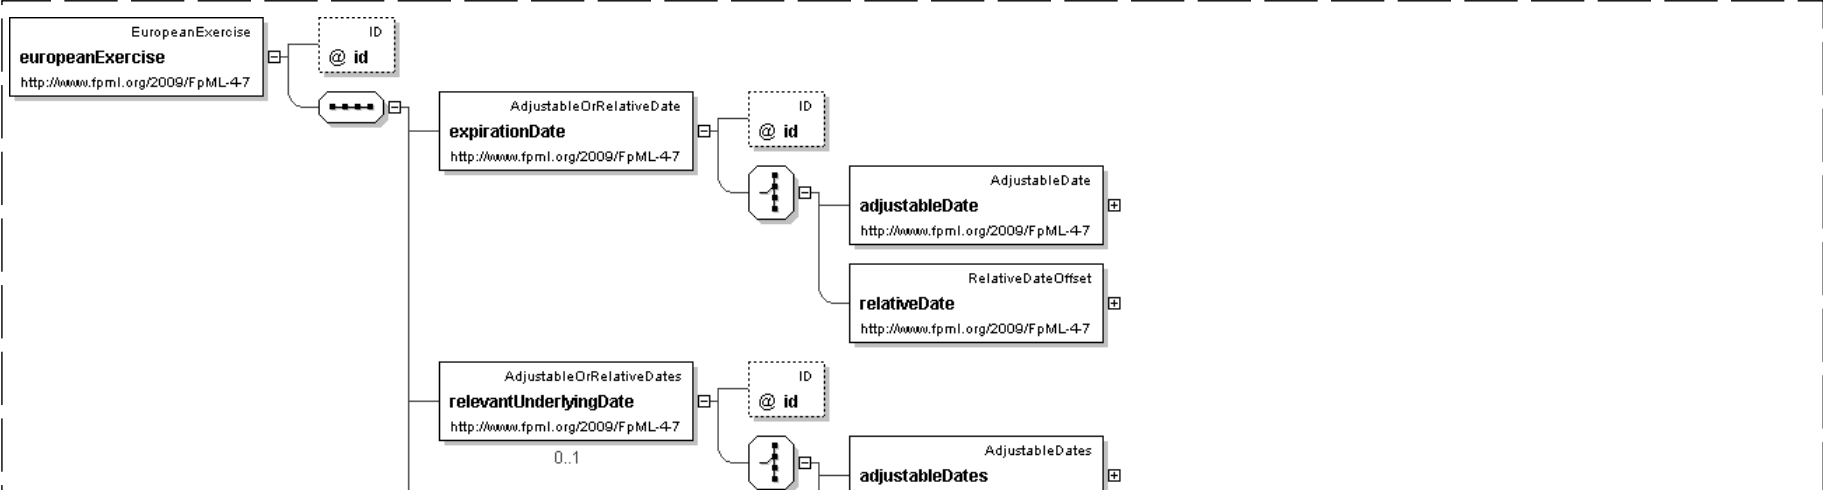 EuropeanExercise
europeanExercise
http://www.fpml.org/2009/FpML-4-7
ID
@ id
AdjustableOrRelativeDate
expirationDate
http://www.fpml.org/2009/FpML-4-7
ID
@ id
AdjustableDate
adjustableDate
http://www.fpml.org/2009/FpML-4-7
RelativeDateOffset
relativeDate
http://www.fpml.org/2009/FpML-4-7
AdjustableOrRelativeDates
relevantUnderlyingDate
http://www.fpml.org/2009/FpML-4-7
0..1
ID
@ id
AdjustableDates
adjustableDates